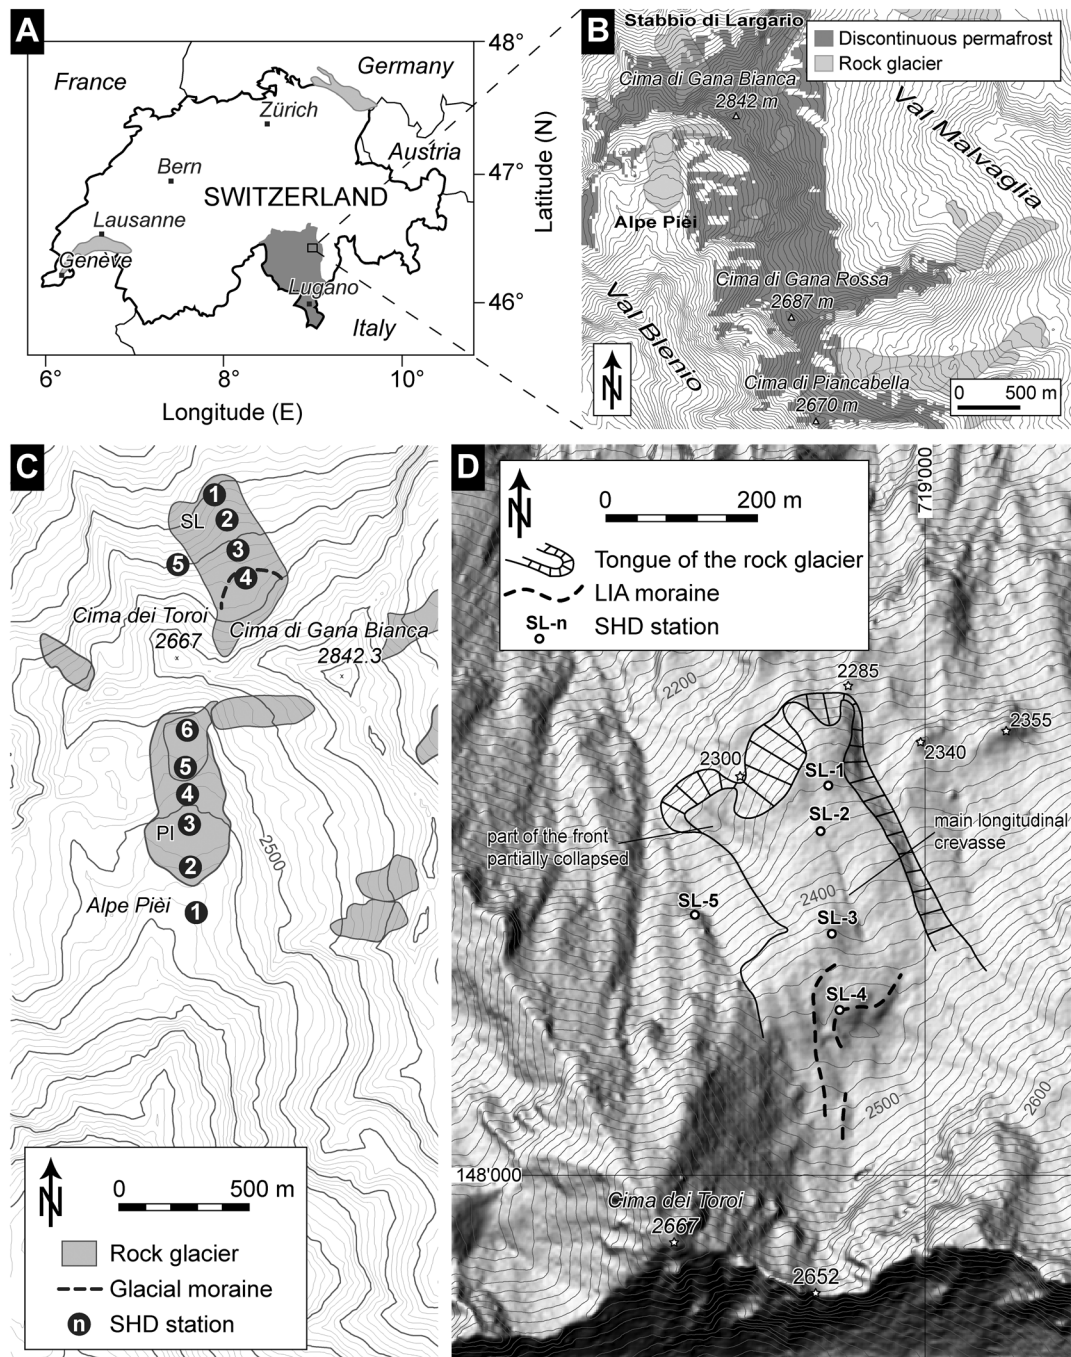 A
48°
France
Germany
Zürich
Austria
47°
Bern
SWITZERLAND
Lausanne
Genève
Lugano
46°
Italy
6°
8°
10°
Longitude (E)
Latitude (N)
B
Stabbio di Largario
Discontinuous permafrost
Rock glacier
Cima di Gana Bianca
2842 m
Val Malvaglia
Alpe Pièi
Cima di Gana Rossa
2687 m
Val Blenio
Cima di Piancabella
2670 m
N
0 500 m
C
1
SL
2
3
5
4
Cima dei Toroi
2667
Cima di Gana Bianca
2842.3
6
5
4
PI
3
2
2500
Alpe Pièi
1
N
0 500 m
Rock glacier
Glacial moraine
n SHD station
D
N
0 200 m
Tongue of the rock glacier
LIA moraine
SL-n
SHD station
719'000
2200
2285
2355
2340
2300
SL-1
SL-2
part of the front
partially collapsed
main longitudinal
crevasse
2400
SL-5
SL-3
SL-4
2500
2600
148'000
Cima dei Toroi
2667
2652